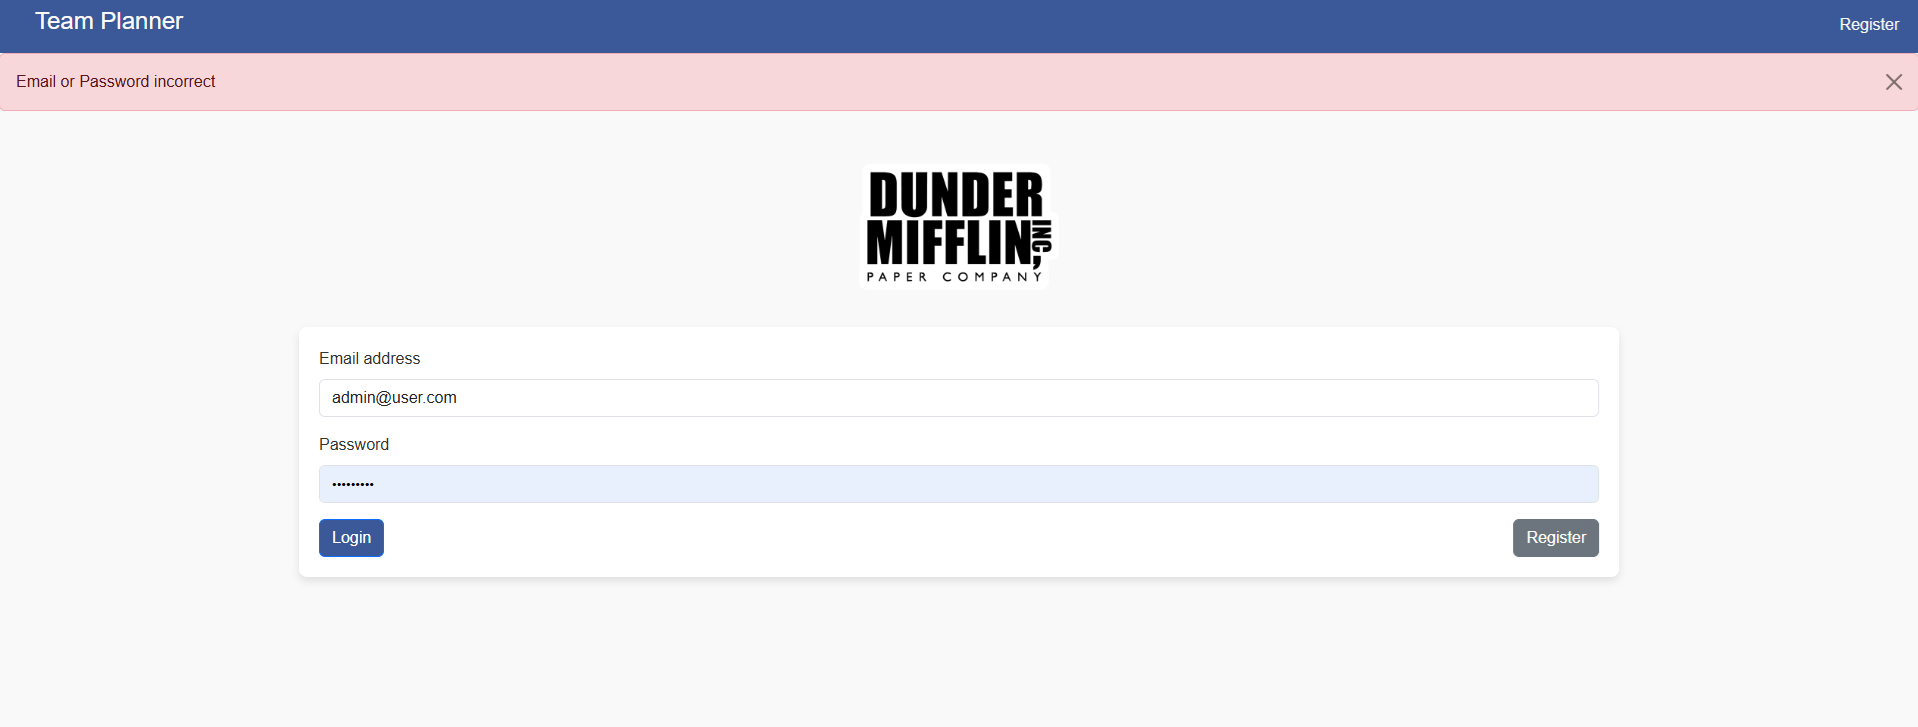 Team Planner
Register
Email or Password incorrect
DUNDER
MIFFLIN, INC.
PAPER COMPANY
Email address
admin@user.com
Password
•••••••••
Login
Register